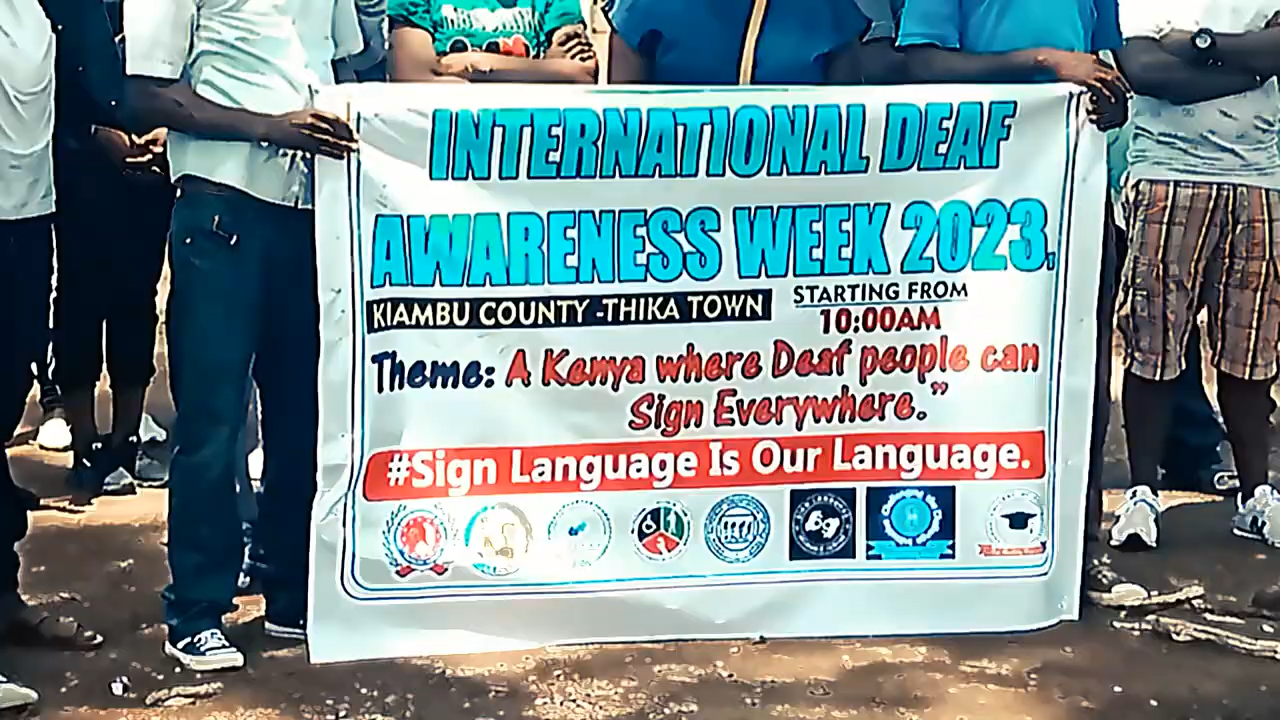 INTERNATIONAL DEAF
AWARENESS WEEK 2023.
KIAMBU COUNTY -THIKA TOWN
STARTING FROM
10:00AM
Theme: A Kenya where Deaf people can
Sign Everywhere."
#Sign Language Is Our Language.